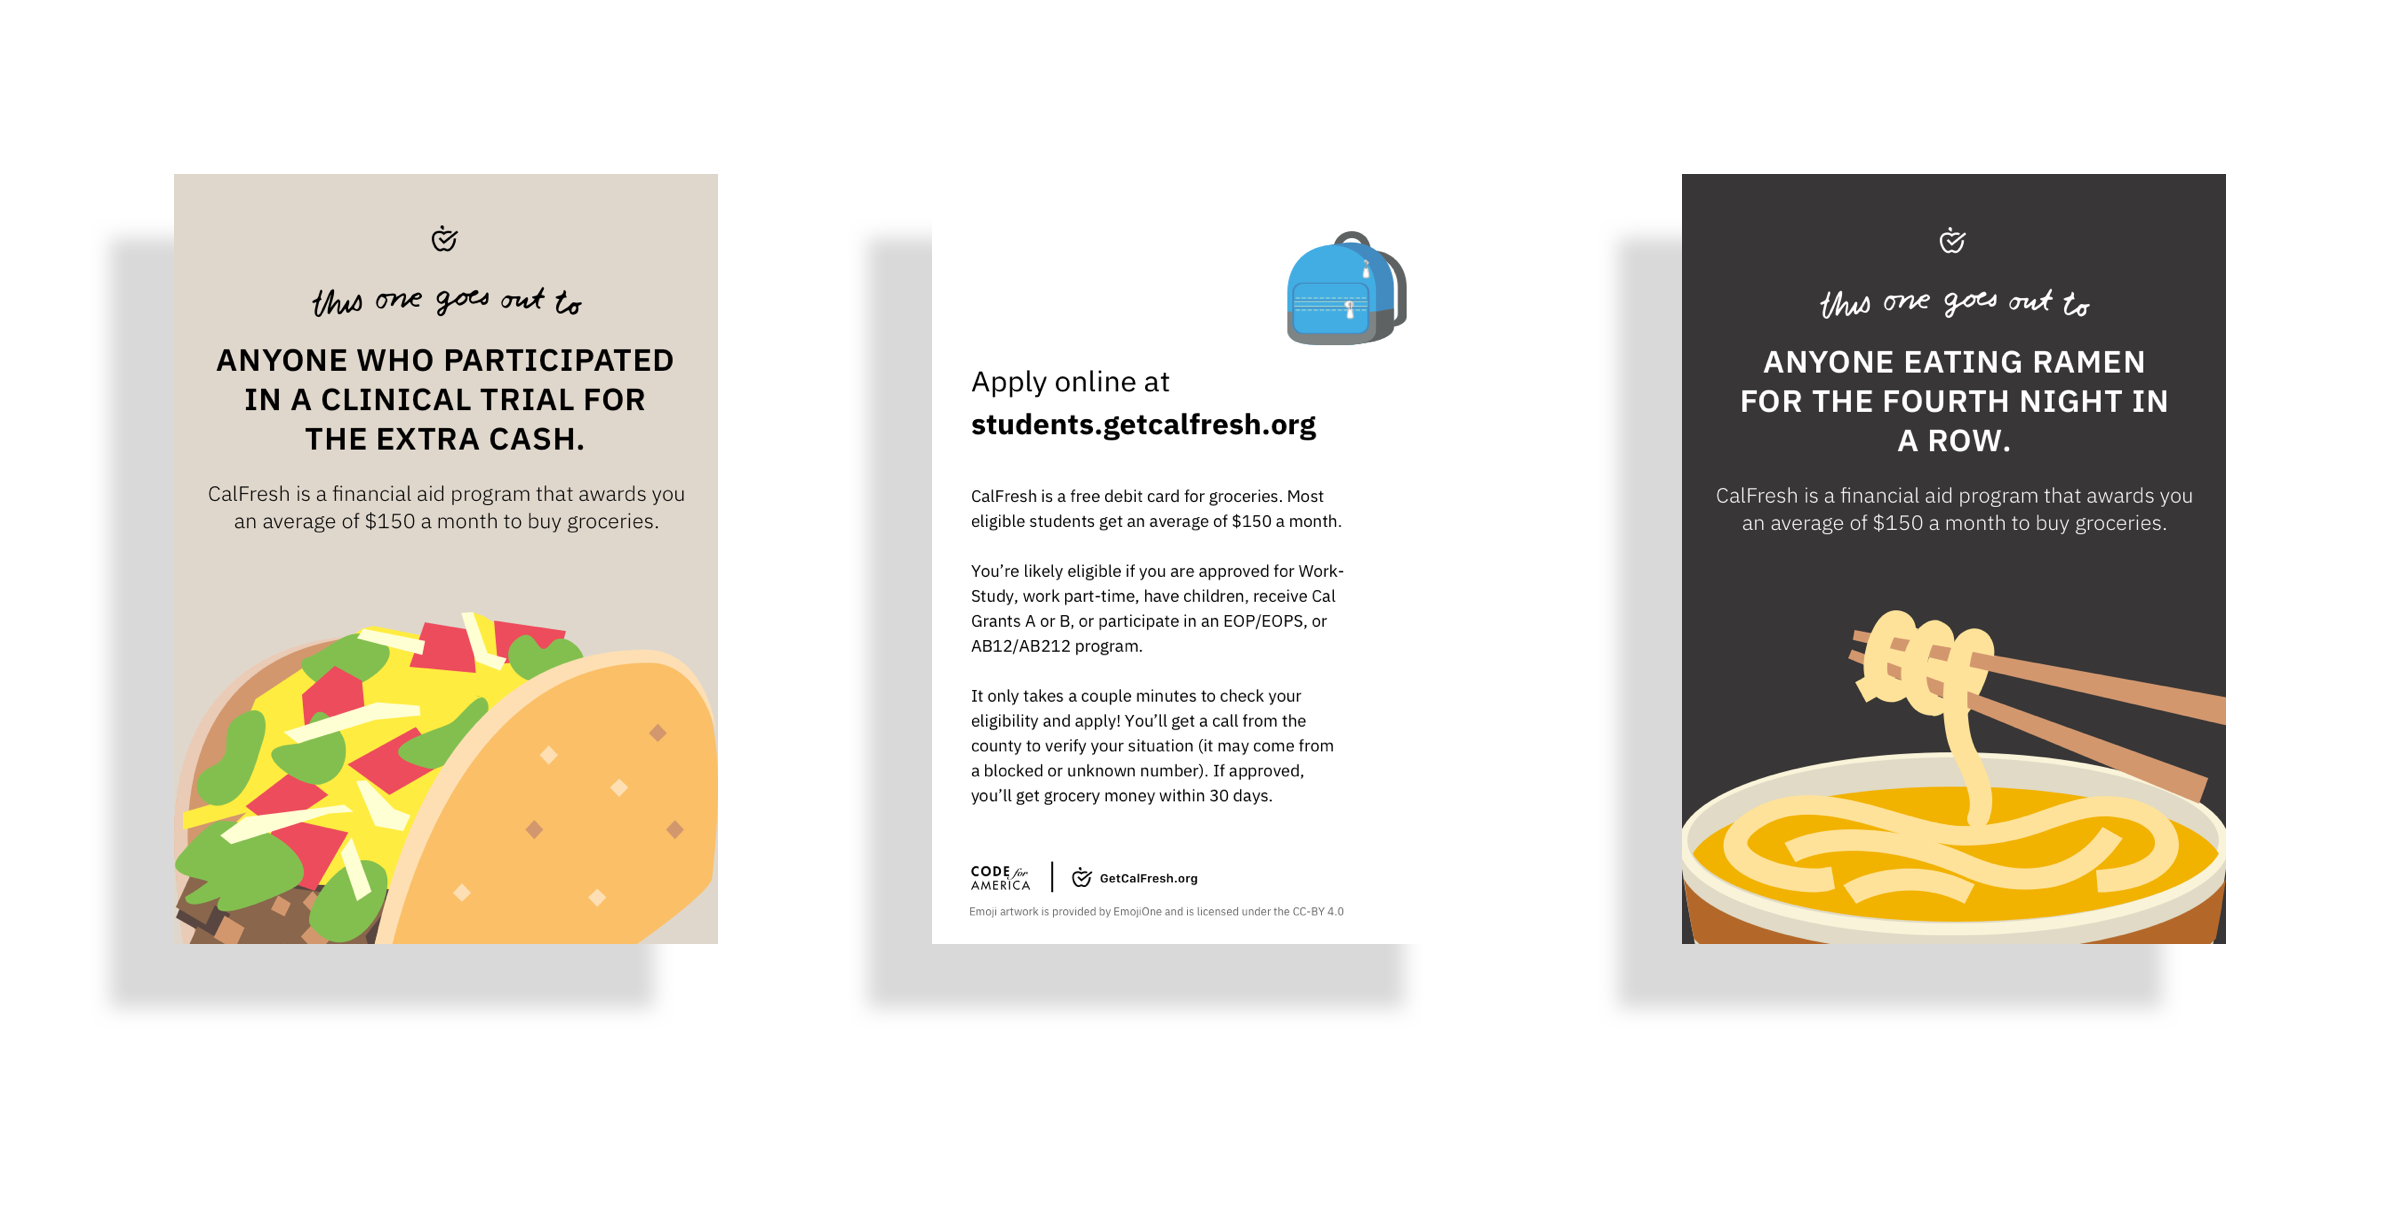 this one goes out to
ANYONE WHO PARTICIPATED
IN A CLINICAL TRIAL FOR
THE EXTRA CASH.
CalFresh is a financial aid program that awards you
an average of $150 a month to buy groceries.
Apply online at
students.getcalfresh.org
CalFresh is a free debit card for groceries. Most
eligible students get an average of $150 a month.
You’re likely eligible if you are approved for Work-
Study, work part-time, have children, receive Cal
Grants A or B, or participate in an EOP/EOPS, or
AB12/AB212 program.
It only takes a couple minutes to check your
eligibility and apply! You’ll get a call from the
county to verify your situation (it may come from
a blocked or unknown number). If approved,
you’ll get grocery money within 30 days.
CODE for
AMERICA
GetCalFresh.org
Emoji artwork is provided by EmojiOne and is licensed under the CC-BY 4.0
this one goes out to
ANYONE EATING RAMEN
FOR THE FOURTH NIGHT IN
A ROW.
CalFresh is a financial aid program that awards you
an average of $150 a month to buy groceries.